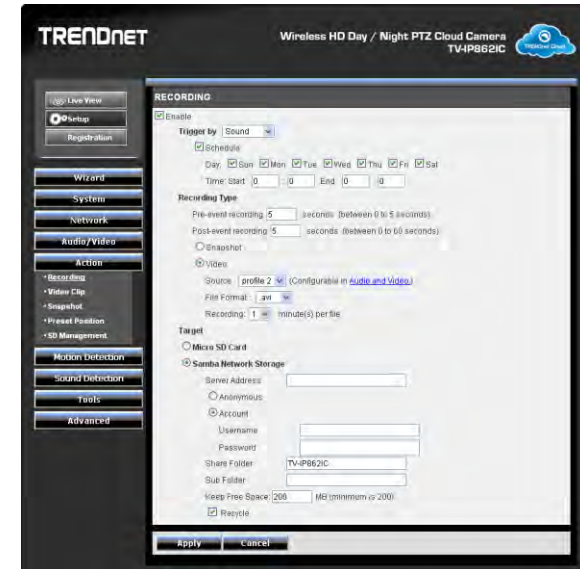 TRENDNET
Wireless HD Day / Night PTZ Cloud Camera
TV-IP862IC
TRENDnet Cloud
Live View
Setup
Registration
Wizard
System
Network
Audio/Video
Action
• Recording
• Video Clip
• Snapshot
• Preset Position
• SD Management
Motion Detection
Sound Detection
Tools
Advanced
RECORDING
Enable
Trigger by Sound
Schedule
Day: Sun Mon Tue Wed Thu Fri Sat
Time: Start 0 : 0 End 0 : 0
Recording Type
Pre-event recording 5 seconds (between 0 to 5 seconds)
Post-event recording 5 seconds (between 0 to 60 seconds)
Snapshot
Video
Source: profile 2 (Configurable in Audio and Video.)
File Format: avi
Recording: 1 minute(s) per file
Target
Micro SD Card
Samba Network Storage
Server Address
Anonymous
Account
Username
Password
Share Folder TV-IP862IC
Sub Folder
Keep Free Space: 200 MB (minimum is 200)
Recycle
Apply Cancel